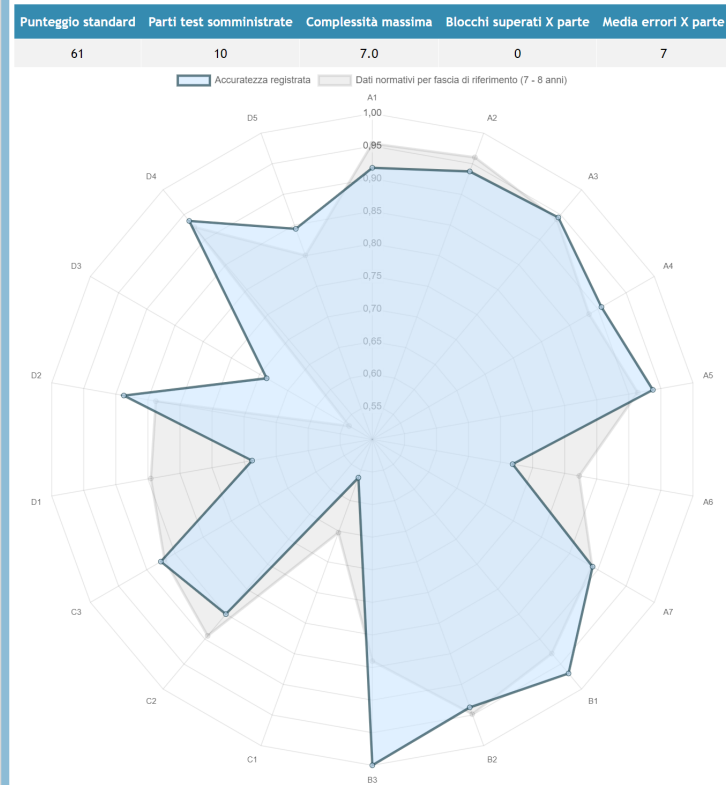 Punteggio standard Parti test somministrate Complessità massima Blocchi superati X parte Media errori X parte
61 10 7.0 0 7
Accuratezza registrata Dati normativi per fascia di riferimento (7 - 8 anni)
A1
1,00
D5 A2
0,95
D4 A3
0,90
0,85
D3 A4
0,80
0,75
0,70
0,65
D2 A5
0,60
0,55
D1 A6
C3 A7
C2 B1
C1 B2
B3